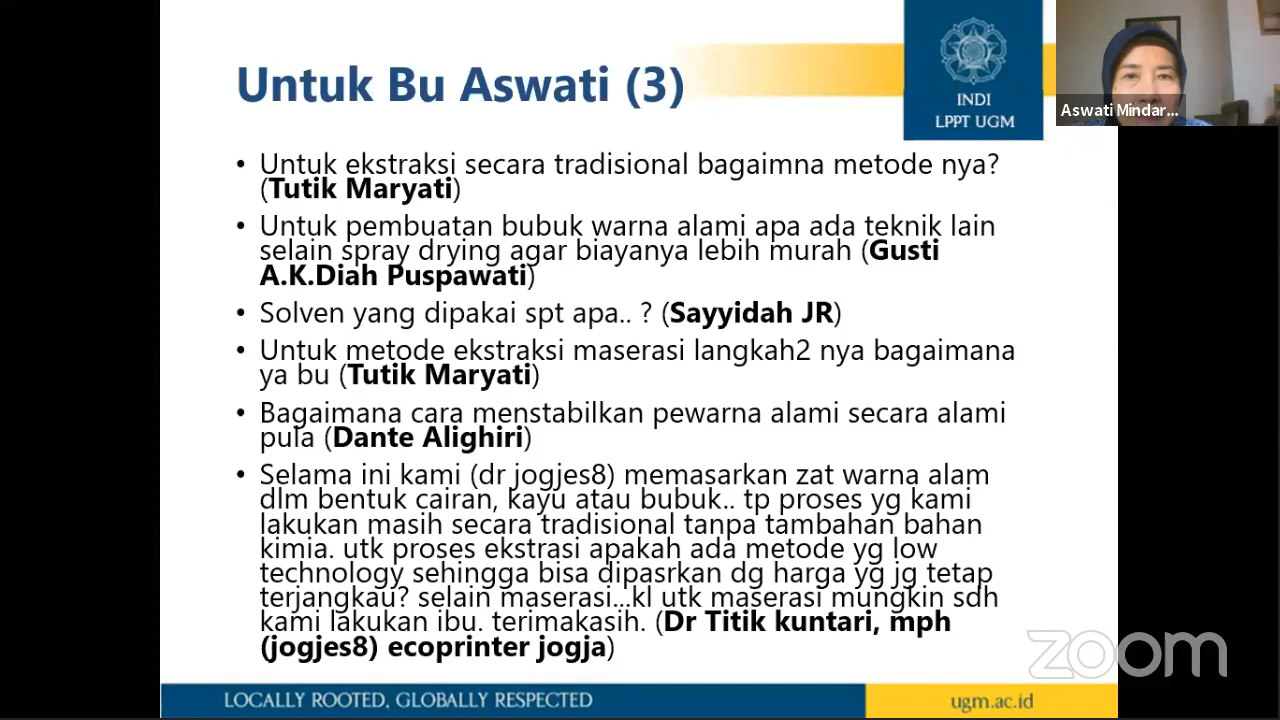 Untuk Bu Aswati (3)
INDI
LPPT UGM
Aswati Mindar...
• Untuk ekstraksi secara tradisional bagaimna metode nya?
(Tutik Maryati)
• Untuk pembuatan bubuk warna alami apa ada teknik lain
selain spray drying agar biayanya lebih murah (Gusti
A.K.Diah Puspawati)
• Solven yang dipakai spt apa.. ? (Sayyidah JR)
• Untuk metode ekstraksi maserasi langkah2 nya bagaimana
ya bu (Tutik Maryati)
• Bagaimana cara menstabilkan pewarna alami secara alami
pula (Dante Alighiri)
• Selama ini kami (dr jogjes8) memasarkan zat warna alam
dlm bentuk cairan, kayu atau bubuk.. tp proses yg kami
lakukan masih secara tradisional tanpa tambahan bahan
kimia. utk proses ekstrasi apakah ada metode yg low
technology sehingga bisa dipasrkan dg harga yg jg tetap
terjangkau? selain maserasi...kl utk maserasi mungkin sdh
kami lakukan ibu. terimakasih. (Dr Titik kuntari, mph
(jogjes8) ecoprinter jogja)
zoom
LOCALLY ROOTED, GLOBALLY RESPECTED
ugm.ac.id